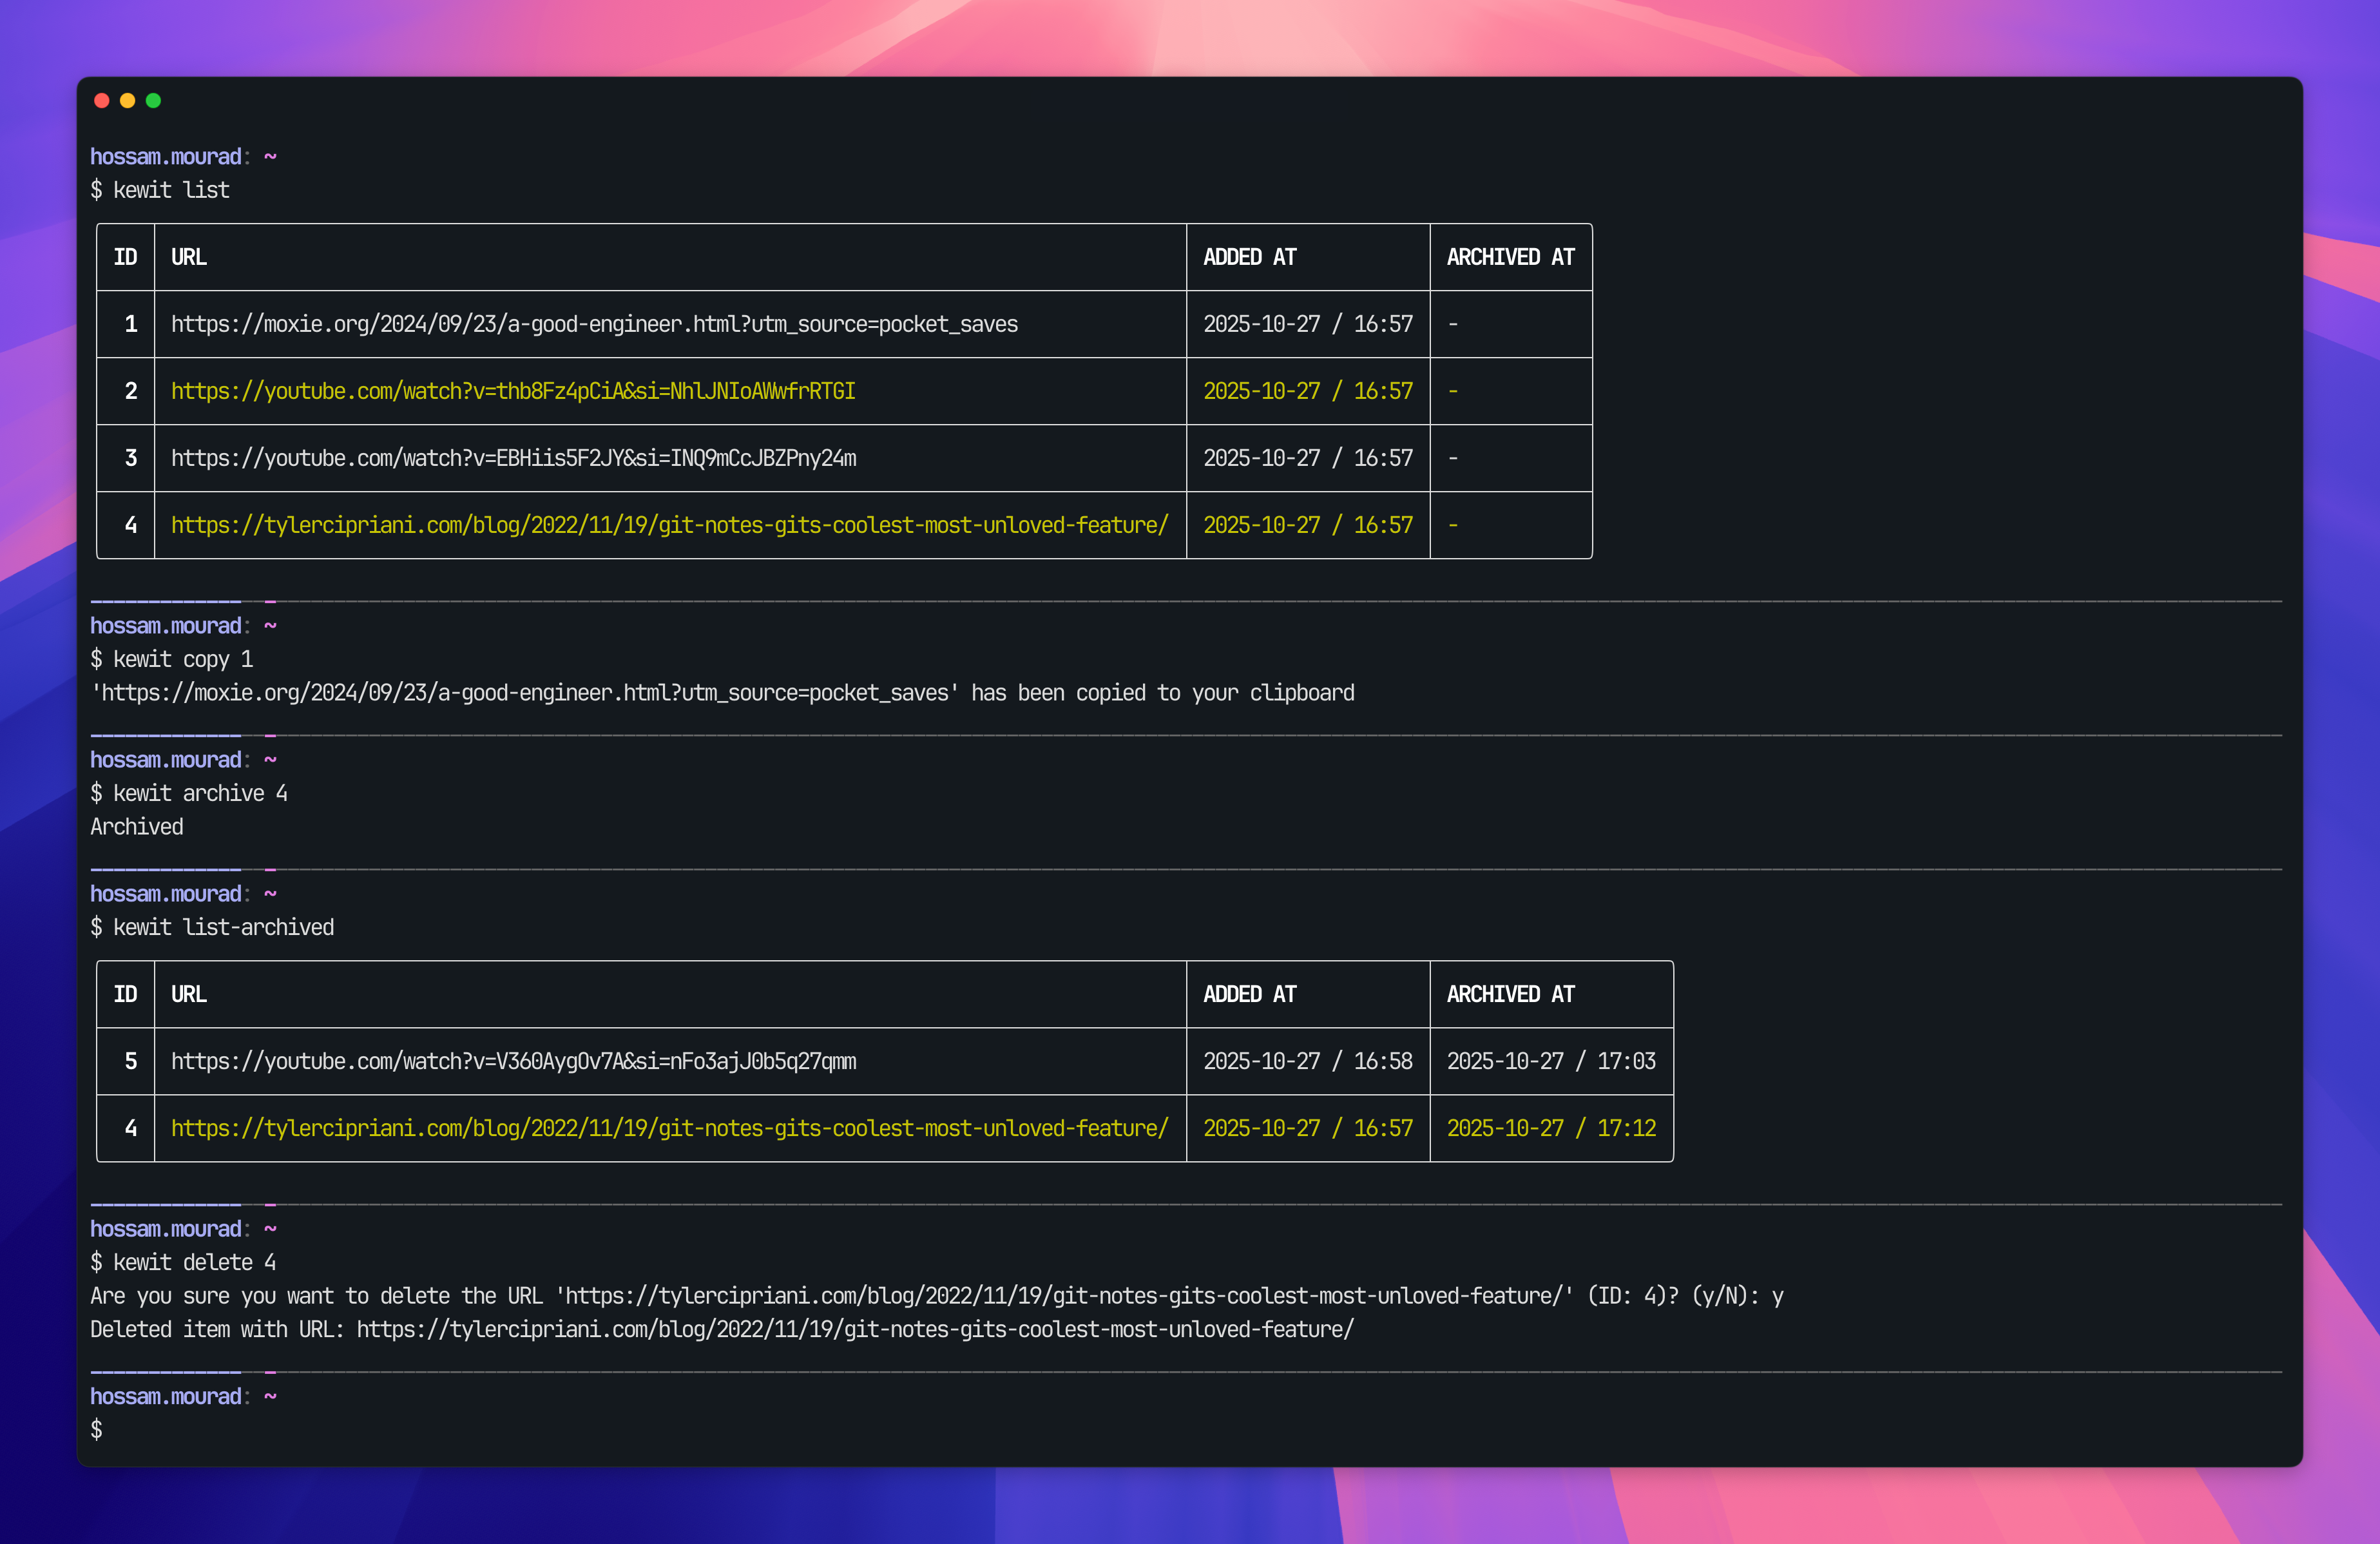 hossam.mourad: ~
$ kewit list
ID URL ADDED AT ARCHIVED AT
1 https://moxie.org/2024/09/23/a-good-engineer.html?utm_source=pocket_saves 2025-10-27 / 16:57 -
2 https://youtube.com/watch?v=thb8Fz4pCiA&si=NhlJNIoAWwfrRTGI 2025-10-27 / 16:57 -
3 https://youtube.com/watch?v=EBHiis5F2JY&si=INQ9mCcJBZPny24m 2025-10-27 / 16:57 -
4 https://tylercipriani.com/blog/2022/11/19/git-notes-gits-coolest-most-unloved-feature/ 2025-10-27 / 16:57 -
hossam.mourad: ~
$ kewit copy 1
'https://moxie.org/2024/09/23/a-good-engineer.html?utm_source=pocket_saves' has been copied to your clipboard
hossam.mourad: ~
$ kewit archive 4
Archived
hossam.mourad: ~
$ kewit list-archived
ID URL ADDED AT ARCHIVED AT
5 https://youtube.com/watch?v=V360AygOv7A&si=nFo3ajJ0b5q27qmm 2025-10-27 / 16:58 2025-10-27 / 17:03
4 https://tylercipriani.com/blog/2022/11/19/git-notes-gits-coolest-most-unloved-feature/ 2025-10-27 / 16:57 2025-10-27 / 17:12
hossam.mourad: ~
$ kewit delete 4
Are you sure you want to delete the URL 'https://tylercipriani.com/blog/2022/11/19/git-notes-gits-coolest-most-unloved-feature/' (ID: 4)? (y/N): y
Deleted item with URL: https://tylercipriani.com/blog/2022/11/19/git-notes-gits-coolest-most-unloved-feature/
hossam.mourad: ~
$